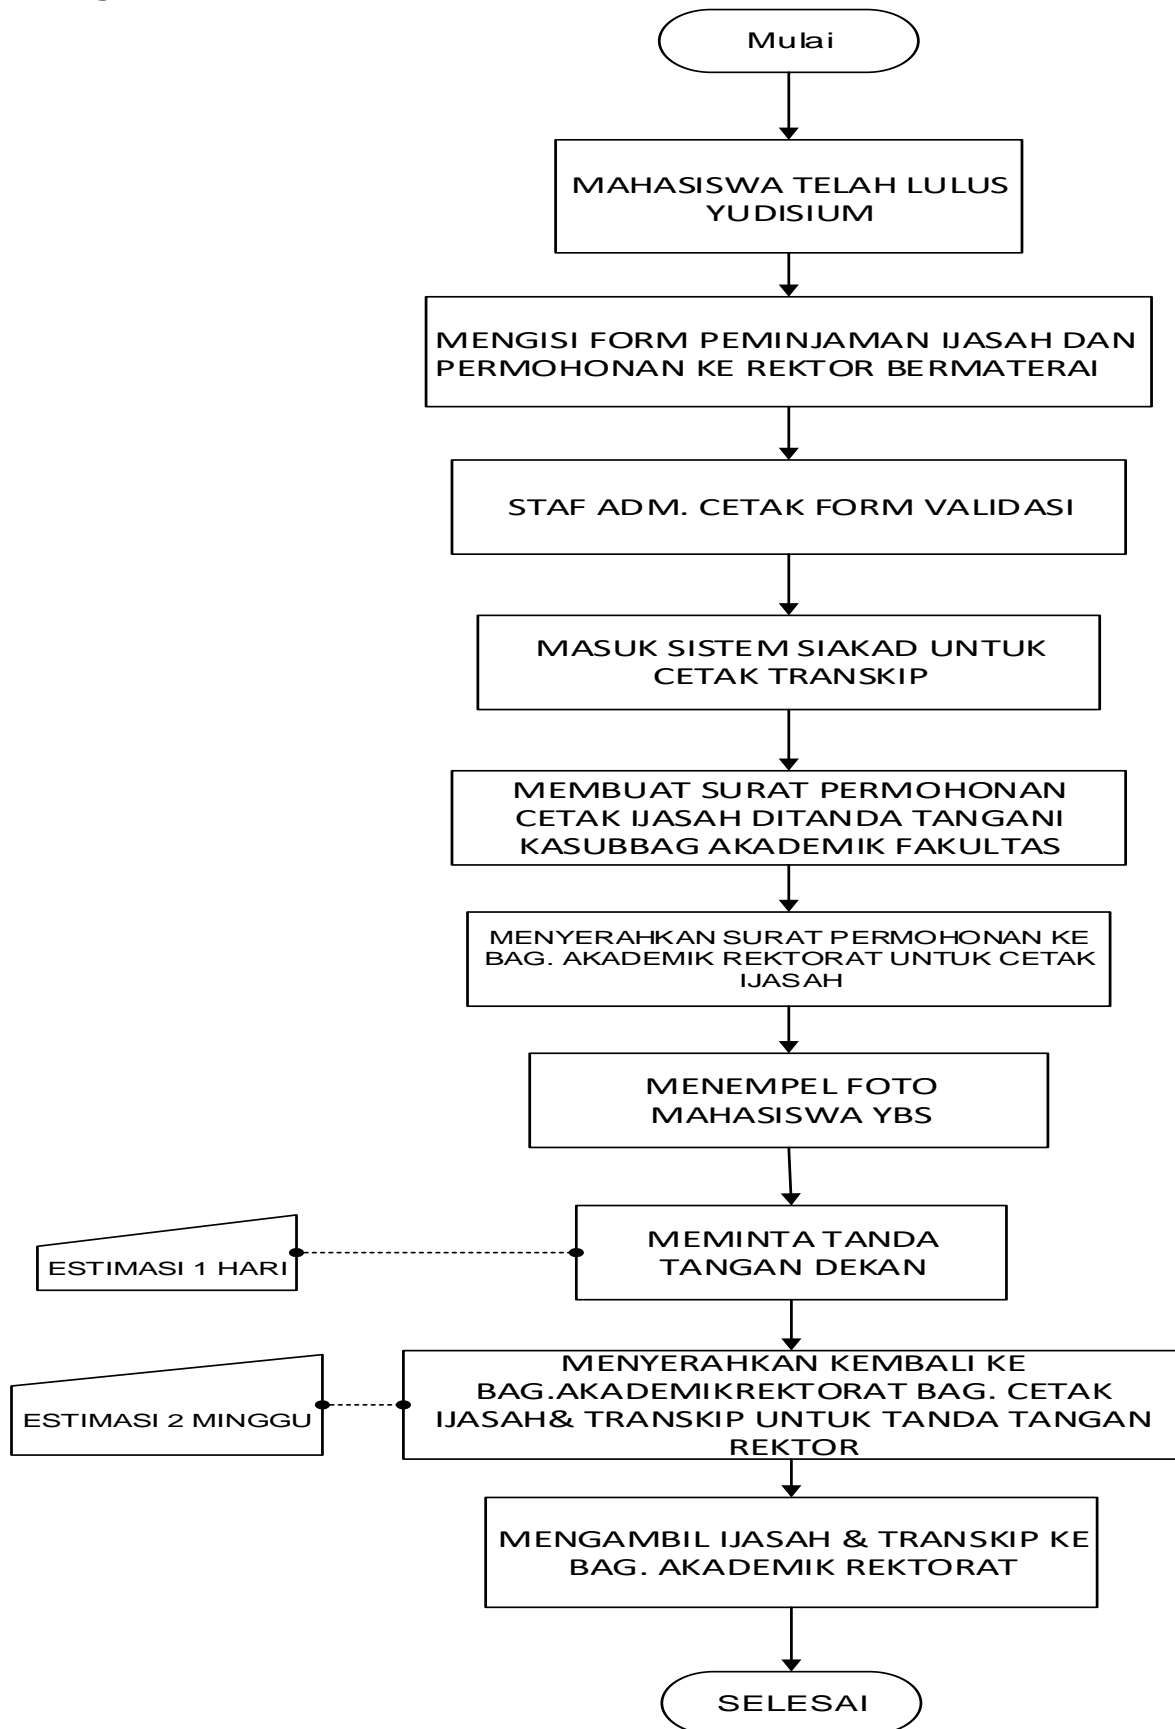 Mulai
MAHASISWA TELAH LULUS
YUDISIUM
MENGISI FORM PEMINJAMAN IJASAH DAN
PERMOHONAN KE REKTOR BERMATERAI
STAF ADM. CETAK FORM VALIDASI
MASUK SISTEM SIAKAD UNTUK
CETAK TRANSKIP
MEMBUAT SURAT PERMOHONAN
CETAK IJASAH DITANDA TANGANI
KASUBBAG AKADEMIK FAKULTAS
MENYERAHKAN SURAT PERMOHONAN KE
BAG. AKADEMIK REKTORAT UNTUK CETAK
IJASAH
MENEMPEL FOTO
MAHASISWA YBS
MEMINTA TANDA
TANGAN DEKAN
ESTIMASI 1 HARI
MENYERAHKAN KEMBALI KE
BAG.AKADEMIKREKTORAT BAG. CETAK
IJASAH& TRANSKIP UNTUK TANDA TANGAN
REKTOR
ESTIMASI 2 MINGGU
MENGAMBIL IJASAH & TRANSKIP KE
BAG. AKADEMIK REKTORAT
SELESAI